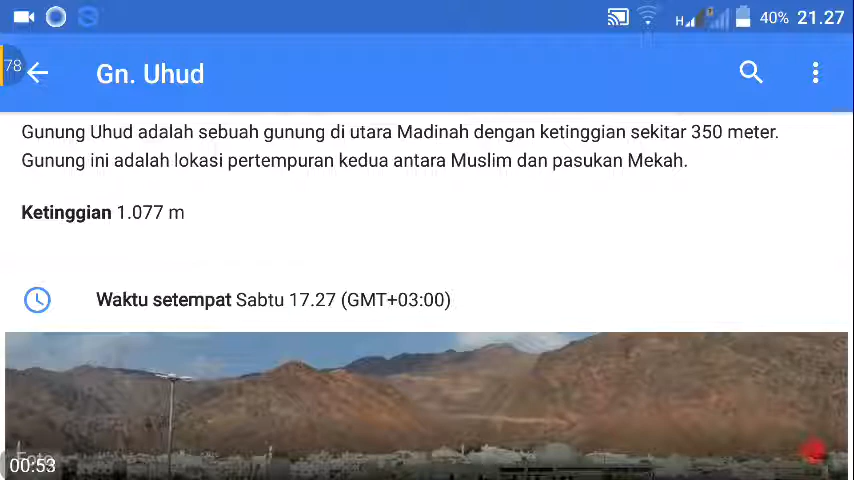 H 40% 21.27
78 Gn. Uhud
Gunung Uhud adalah sebuah gunung di utara Madinah dengan ketinggian sekitar 350 meter.
Gunung ini adalah lokasi pertempuran kedua antara Muslim dan pasukan Mekah.
Ketinggian 1.077 m
Waktu setempat Sabtu 17.27 (GMT+03:00)
Foto
00:53